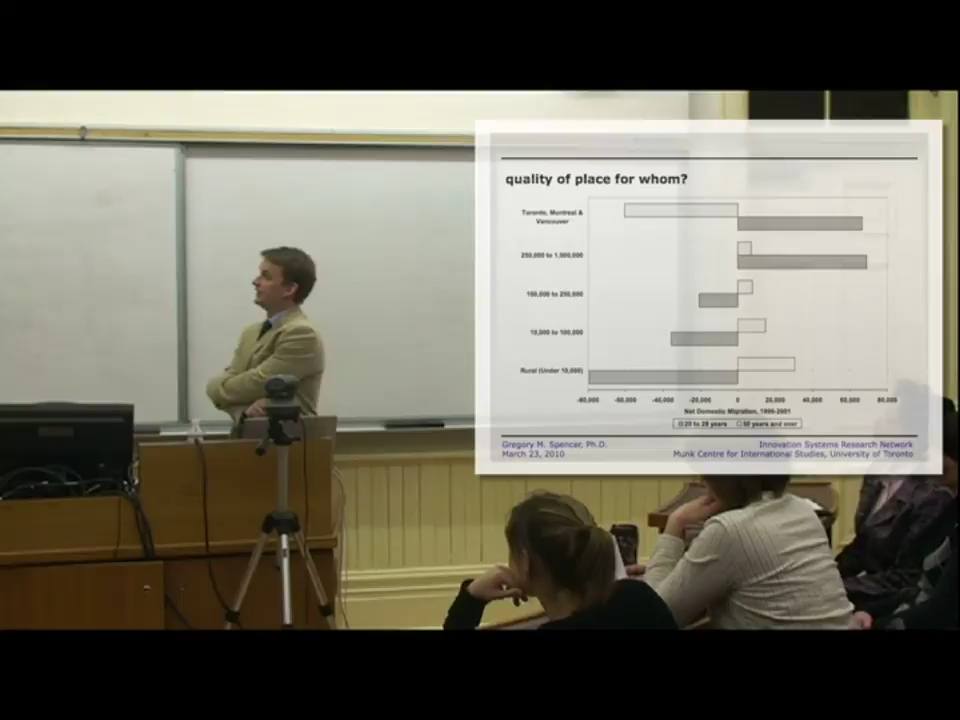 quality of place for whom?
Toronto, Montreal &
Vancouver
250,000 to 1,000,000
100,000 to 250,000
10,000 to 100,000
Rural (Under 10,000)
-80,000 -60,000 -40,000 -20,000 0 20,000 40,000 60,000 80,000
Net Domestic Migration, 1996-2001
20 to 29 years 50 years and over
Gregory M. Spencer, Ph.D. Innovation Systems Research Network
March 23, 2010 Munk Centre for International Studies, University of Toronto